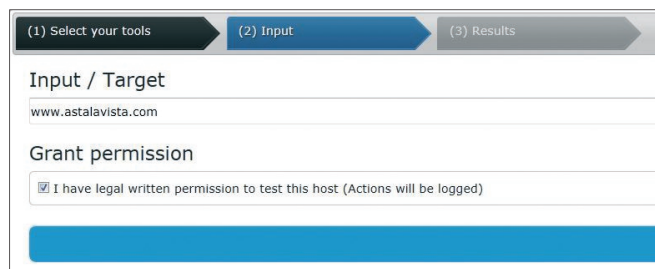 (1) Select your tools (2) Input (3) Results
Input / Target
www.astalavista.com
Grant permission
I have legal written permission to test this host (Actions will be logged)